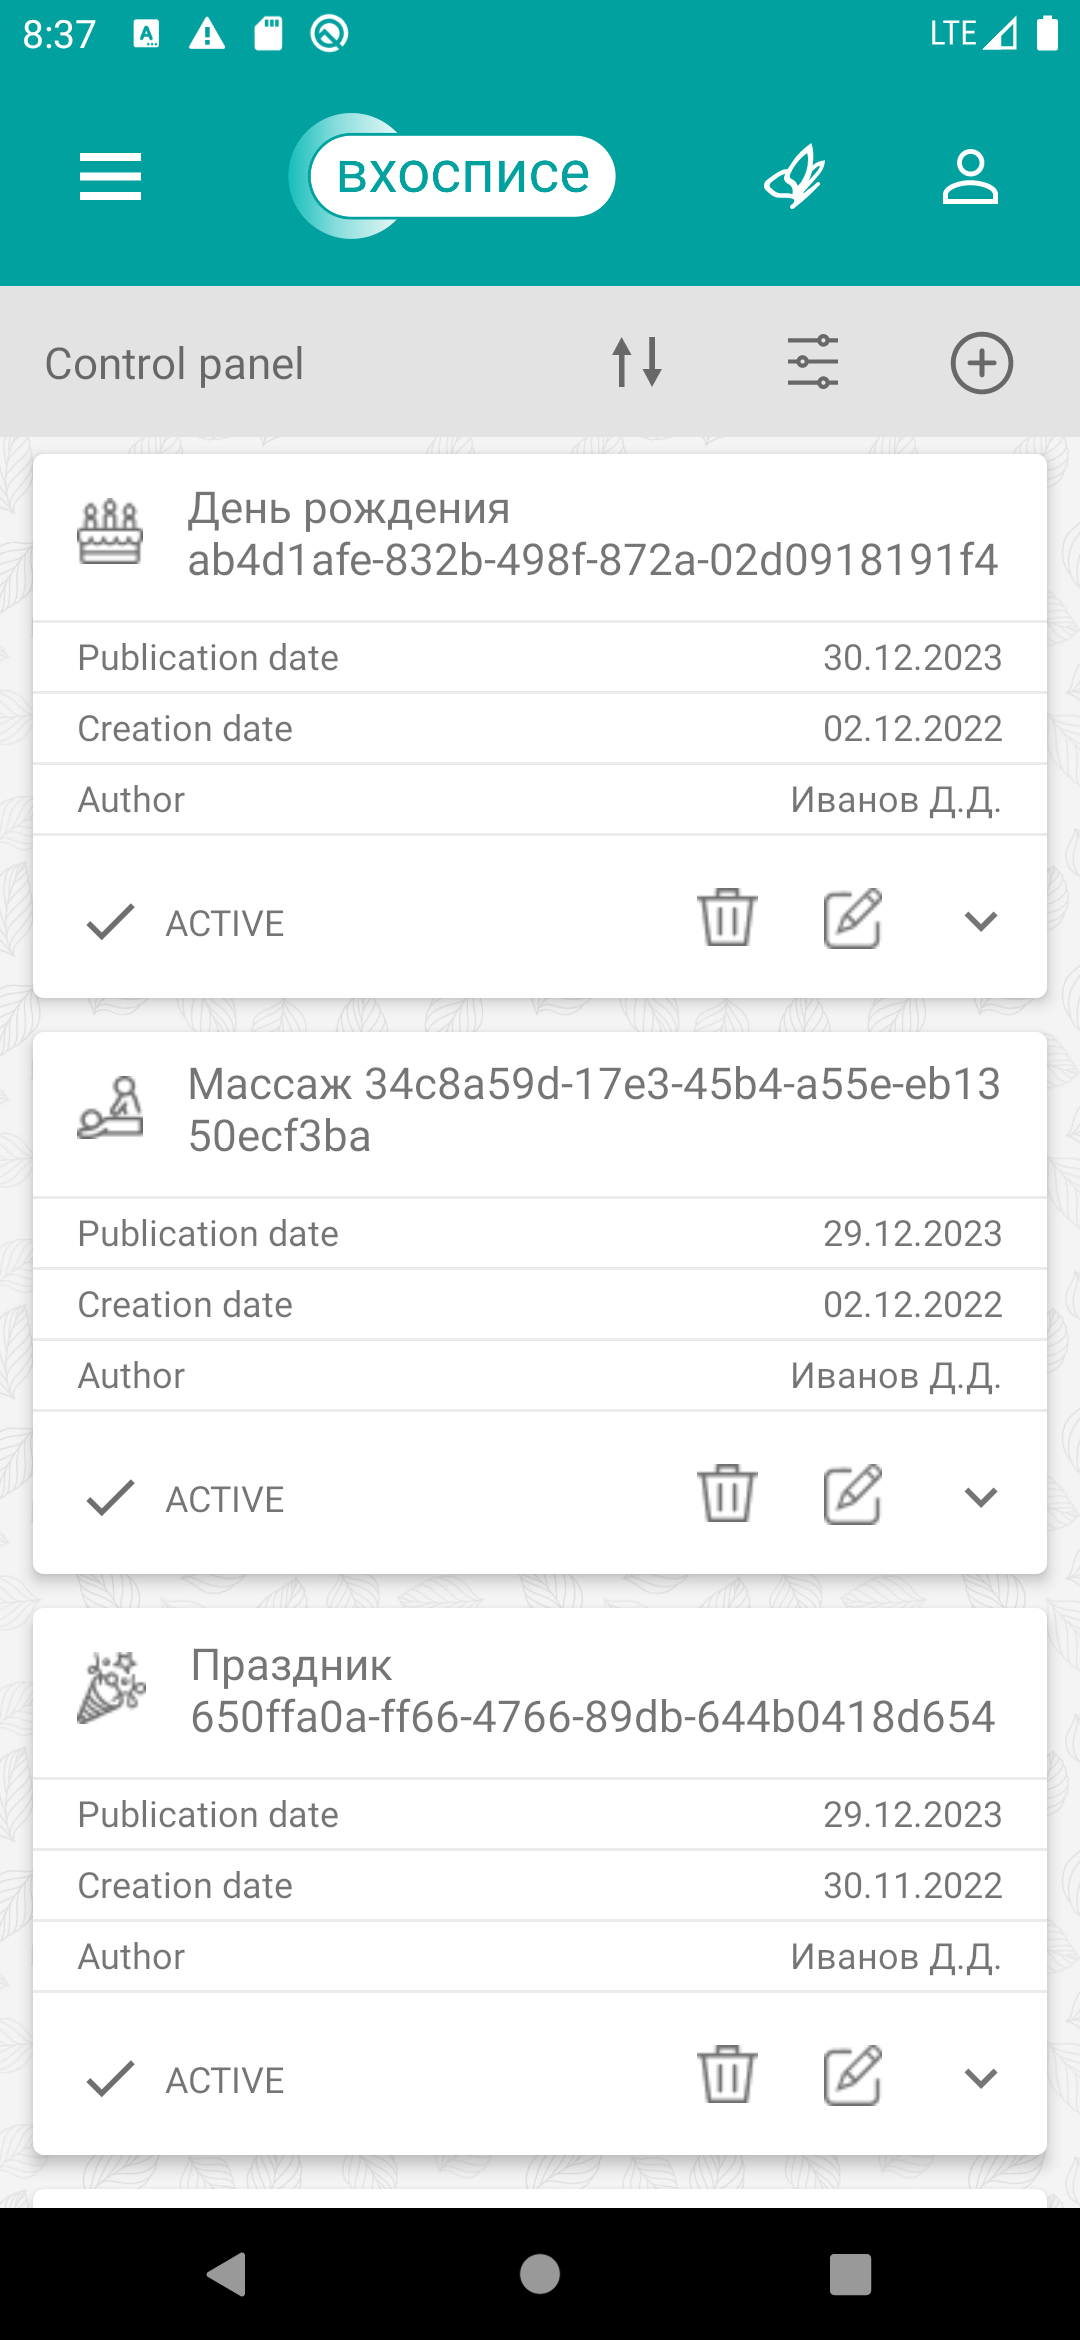 8:37
LTE
вхосписе
Control panel
День рождения
ab4d1afe-832b-498f-872a-02d0918191f4
Publication date 30.12.2023
Creation date 02.12.2022
Author Иванов Д.Д.
ACTIVE
Массаж 34c8a59d-17e3-45b4-a55e-eb13
50ecf3ba
Publication date 29.12.2023
Creation date 02.12.2022
Author Иванов Д.Д.
ACTIVE
Праздник
650ffa0a-ff66-4766-89db-644b0418d654
Publication date 29.12.2023
Creation date 30.11.2022
Author Иванов Д.Д.
ACTIVE